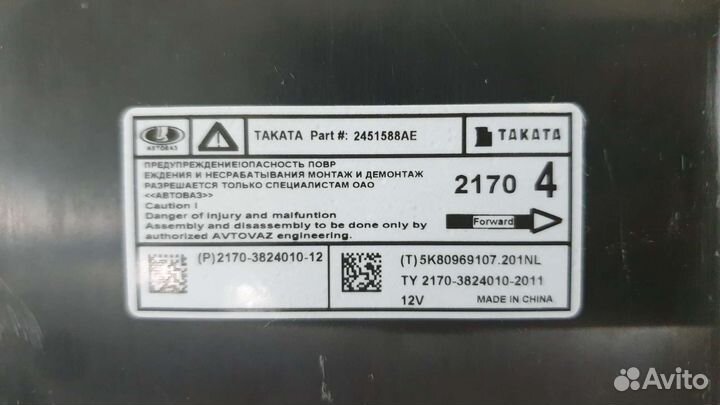 АВТОВАЗ
TAKATA Part #: 2451588AE
TAKATA
ПРЕДУПРЕЖДЕНИЕ!ОПАСНОСТЬ ПОВР
ЕЖДЕНИЯ И НЕСРАБАТЫВАНИЯ МОНТАЖ И ДЕМОНТАЖ
РАЗРЕШАЕТСЯ ТОЛЬКО СПЕЦИАЛИСТАМ ОАО
<<АВТОВАЗ>>
Caution !
Danger of injury and malfuntion
Assembly and disassembly to be done only by
authorized AVTOVAZ engineering.
2170 4
Forward
(P)2170-3824010-12
(T)5K80969107.201NL
TY 2170-3824010-2011
12V MADE IN CHINA
Avito